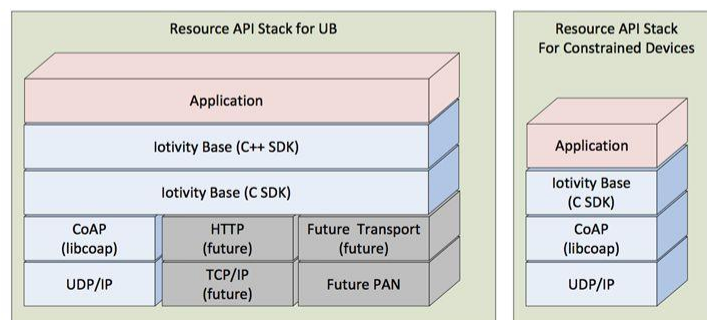 Resource API Stack for UB
Application
Iotivity Base (C++ SDK)
Iotivity Base (C SDK)
CoAP
(libcoap)
HTTP
(future)
Future Transport
(future)
UDP/IP
TCP/IP
(future)
Future PAN
Resource API Stack
For Constrained Devices
Application
Iotivity Base
(C SDK)
CoAP
(libcoap)
UDP/IP